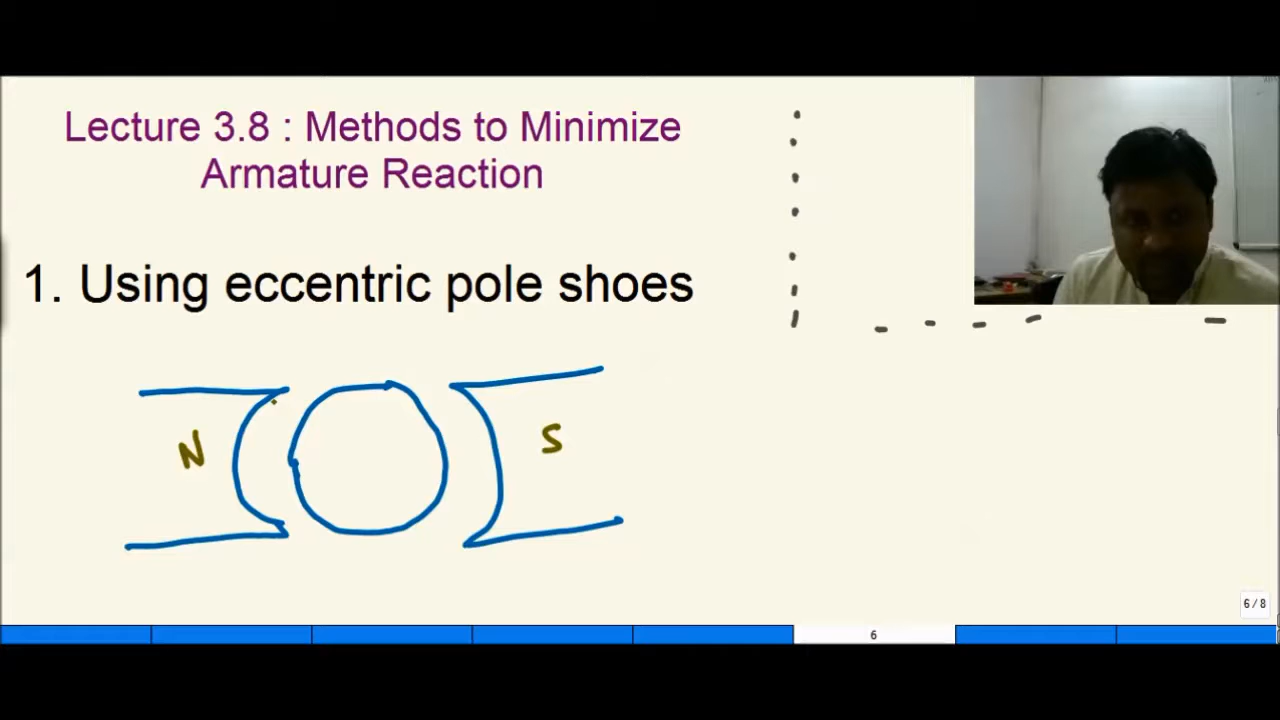 Lecture 3.8 : Methods to Minimize
Armature Reaction
1. Using eccentric pole shoes
N
S
6/8
6